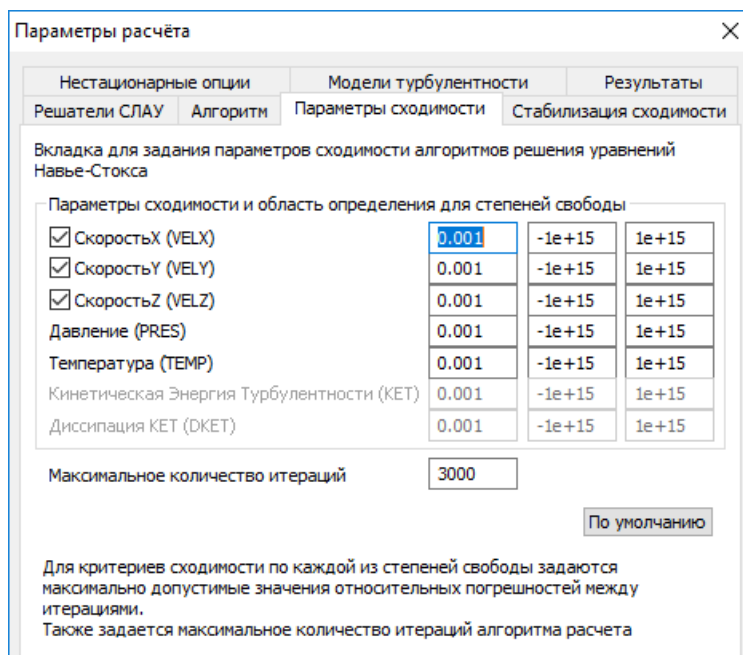 Параметры расчёта
Нестационарные опции Модели турбулентности Результаты
Решатели СЛАУ Алгоритм Параметры сходимости Стабилизация сходимости
Вкладка для задания параметров сходимости алгоритмов решения уравнений
Навье-Стокса
Параметры сходимости и область определения для степеней свободы
СкоростьX (VELX) 0.001 -1e+15 1e+15
СкоростьY (VELY) 0.001 -1e+15 1e+15
СкоростьZ (VELZ) 0.001 -1e+15 1e+15
Давление (PRES) 0.001 -1e+15 1e+15
Температура (TEMP) 0.001 -1e+15 1e+15
Кинетическая Энергия Турбулентности (KET) 0.001 -1e+15 1e+15
Диссипация KET (DKET) 0.001 -1e+15 1e+15
Максимальное количество итераций 3000
По умолчанию
Для критериев сходимости по каждой из степеней свободы задаются
максимально допустимые значения относительных погрешностей между
итерациями.
Также задается максимальное количество итераций алгоритма расчета